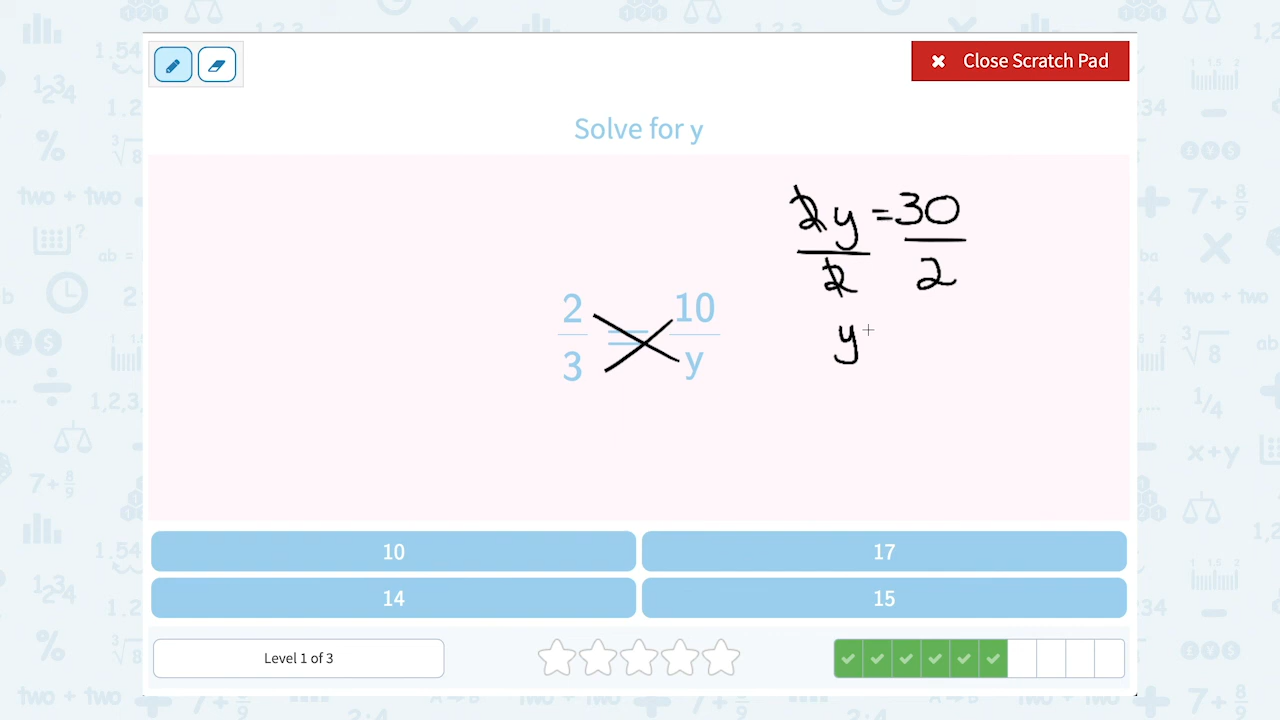 Close Scratch Pad
Solve for y
2y = 30
2 2
y
2 = 10
3 y
10 17
14 15
Level 1 of 3